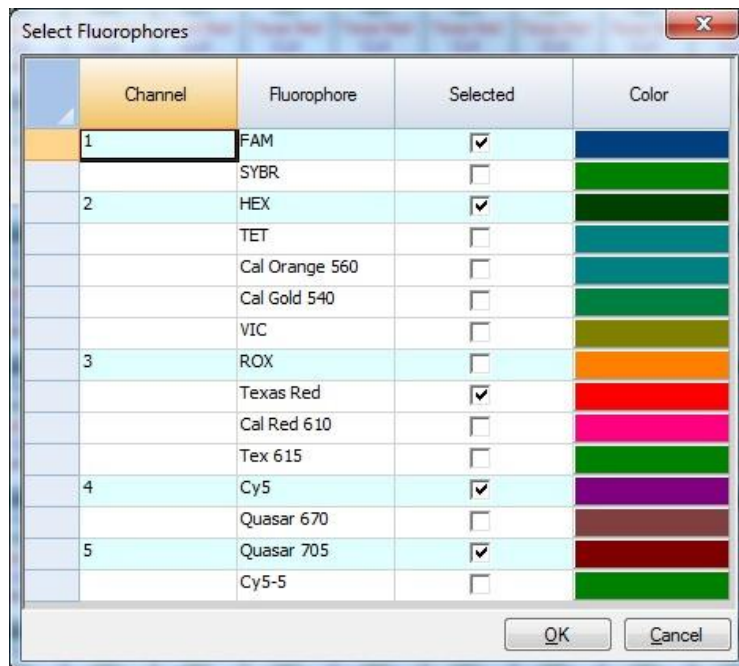 Select Fluorophores
Channel Fluorophore Selected Color
1 FAM
SYBR
2 HEX
TET
Cal Orange 560
Cal Gold 540
VIC
3 ROX
Texas Red
Cal Red 610
Tex 615
4 Cy5
Quasar 670
5 Quasar 705
Cy5-5
OK Cancel